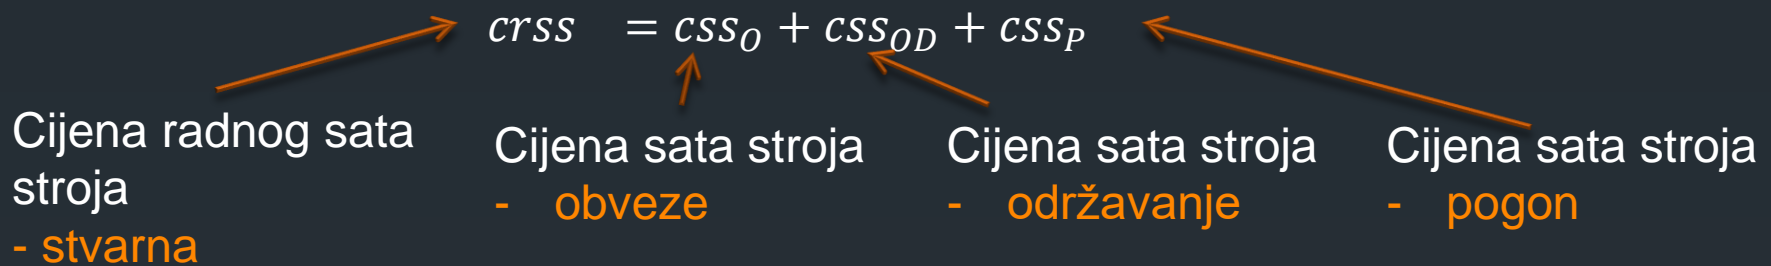 crss = css_O + css_OD + css_P
Cijena radnog sata
stroja
- stvarna
Cijena sata stroja
- obveze
Cijena sata stroja
- održavanje
Cijena sata stroja
- pogon